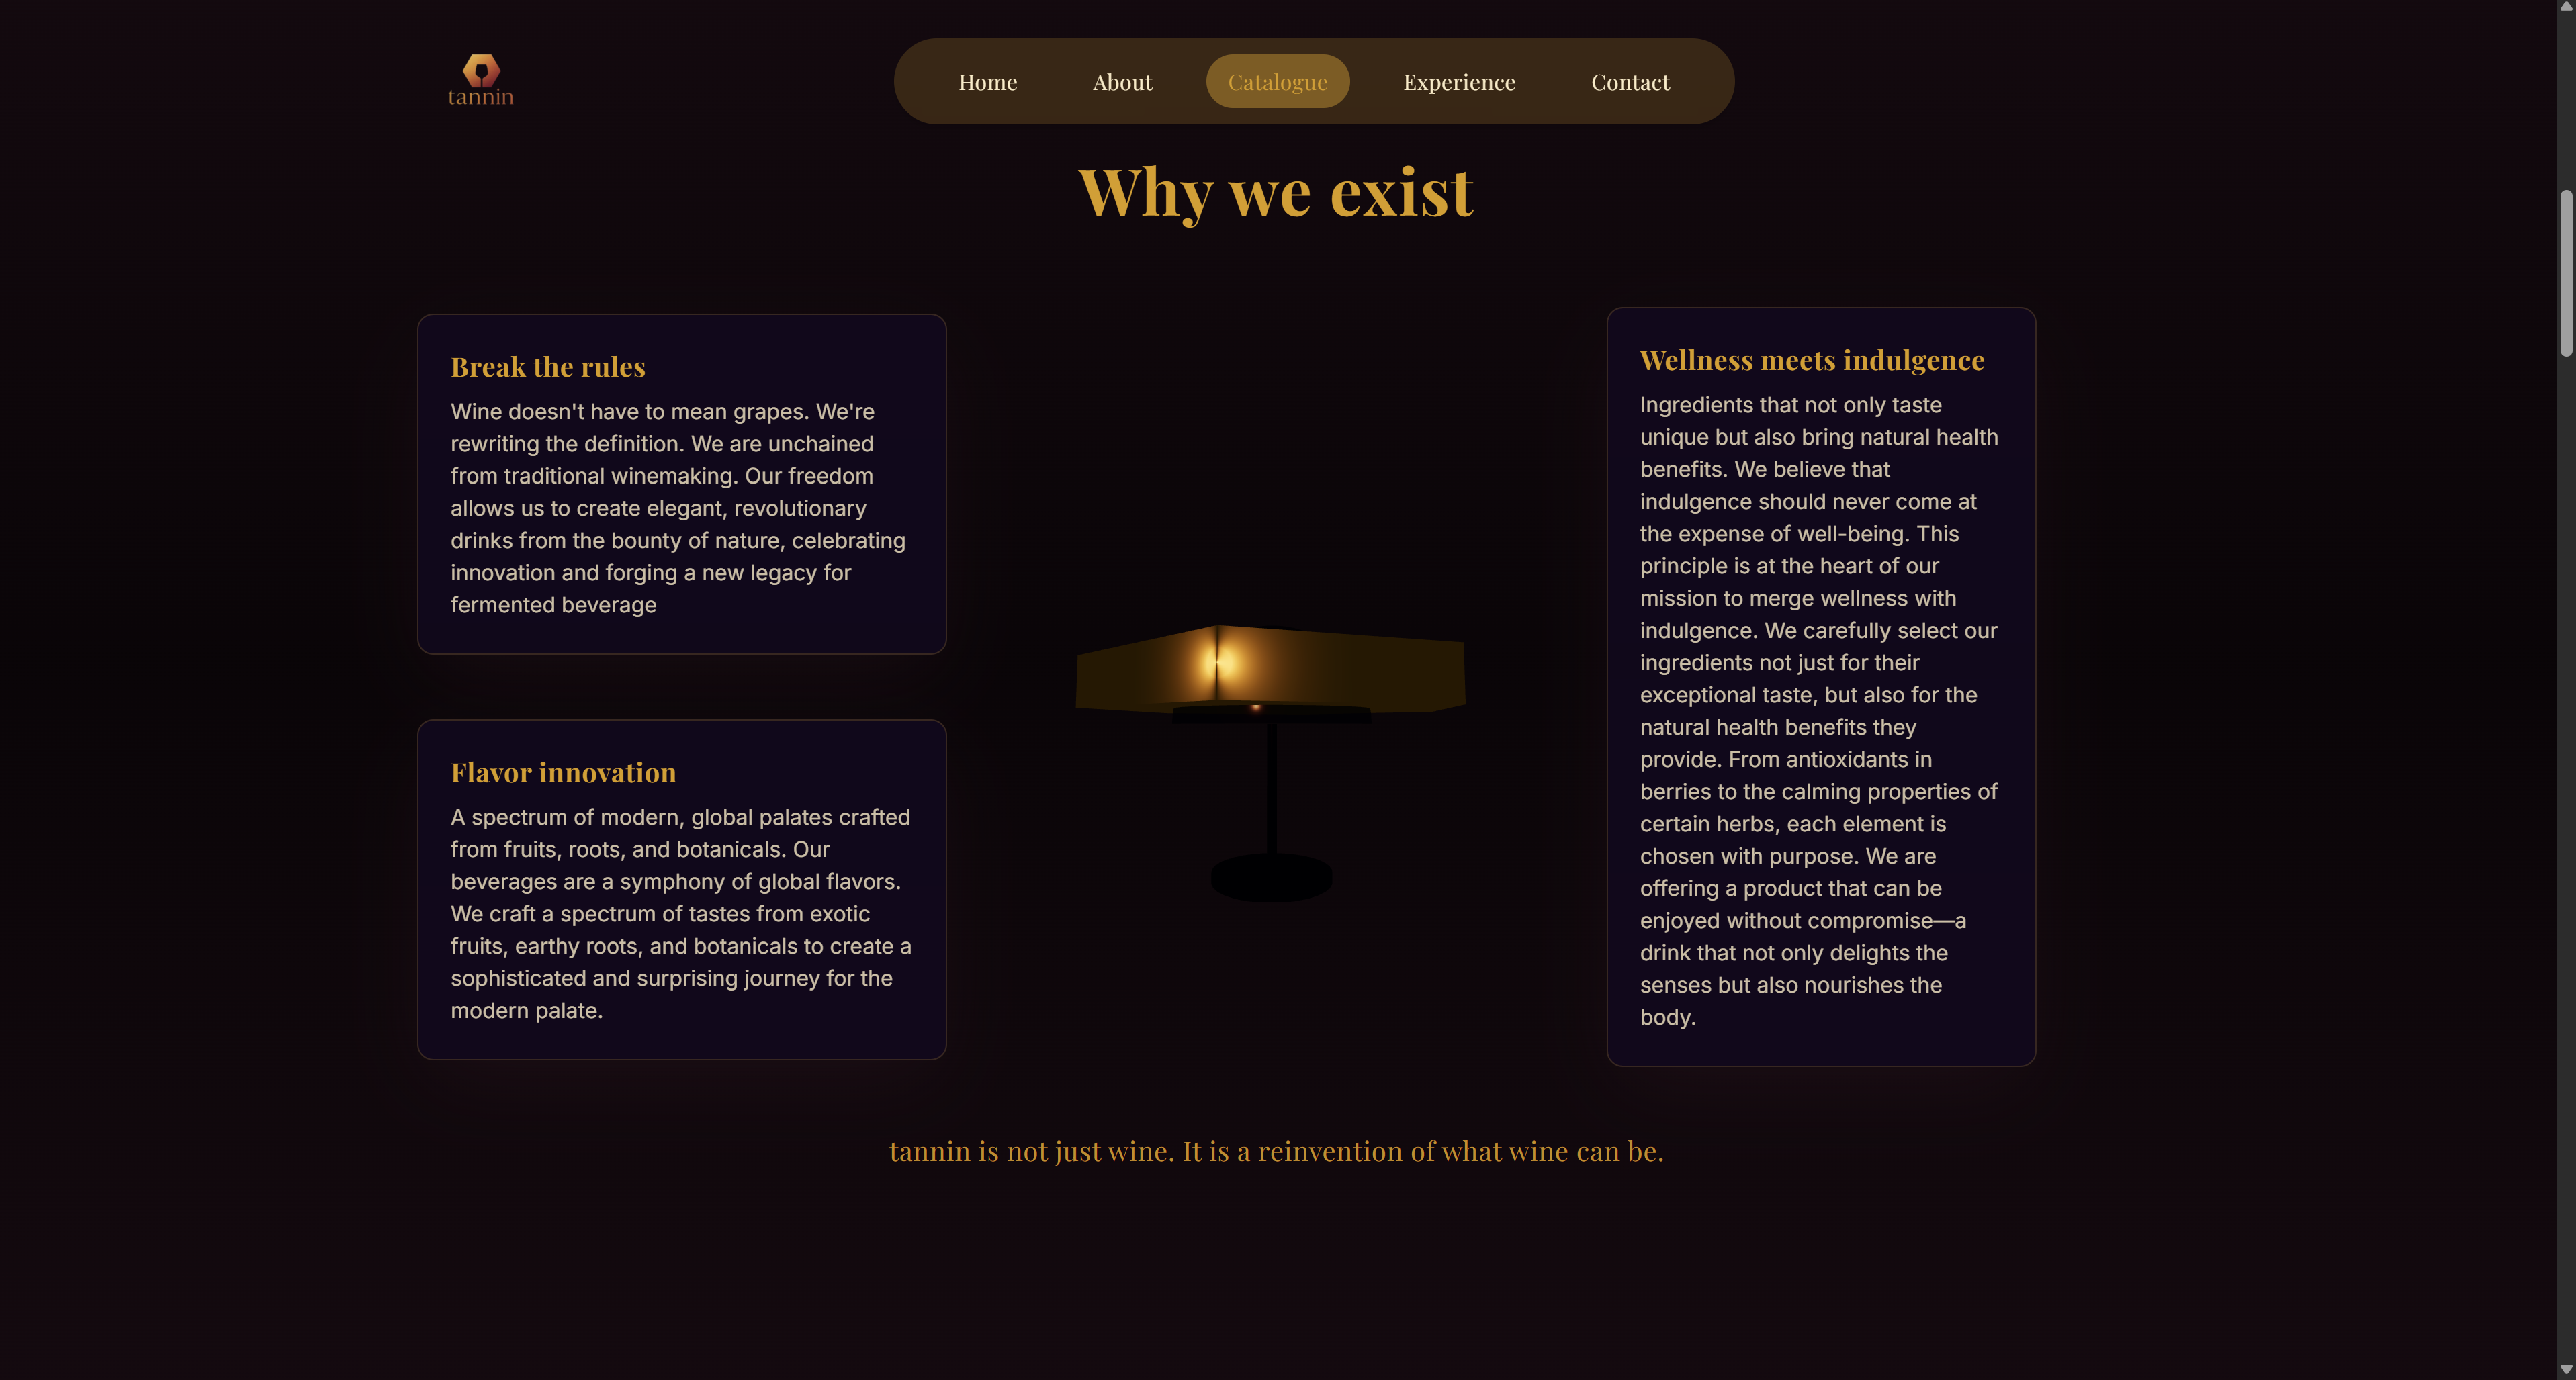 tannin
Home About Catalogue Experience Contact
Why we exist
Break the rules
Wine doesn't have to mean grapes. We're
rewriting the definition. We are unchained
from traditional winemaking. Our freedom
allows us to create elegant, revolutionary
drinks from the bounty of nature, celebrating
innovation and forging a new legacy for
fermented beverage
Flavor innovation
A spectrum of modern, global palates crafted
from fruits, roots, and botanicals. Our
beverages are a symphony of global flavors.
We craft a spectrum of tastes from exotic
fruits, earthy roots, and botanicals to create a
sophisticated and surprising journey for the
modern palate.
Wellness meets indulgence
Ingredients that not only taste
unique but also bring natural health
benefits. We believe that
indulgence should never come at
the expense of well-being. This
principle is at the heart of our
mission to merge wellness with
indulgence. We carefully select our
ingredients not just for their
exceptional taste, but also for the
natural health benefits they
provide. From antioxidants in
berries to the calming properties of
certain herbs, each element is
chosen with purpose. We are
offering a product that can be
enjoyed without compromise—a
drink that not only delights the
senses but also nourishes the
body.
tannin is not just wine. It is a reinvention of what wine can be.